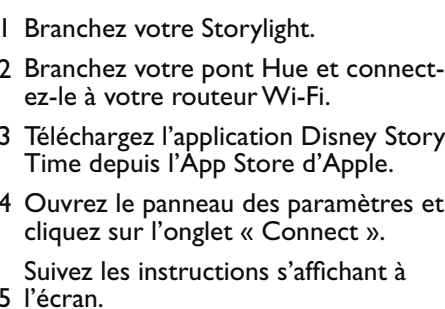 1 Branchez votre Storylight.
2 Branchez votre pont Hue et connect-
ez-le à votre routeur Wi-Fi.
3 Téléchargez l’application Disney Story
Time depuis l’App Store d’Apple.
4 Ouvrez le panneau des paramètres et
cliquez sur l’onglet « Connect ».
Suivez les instructions s’affichant à
5 l’écran.